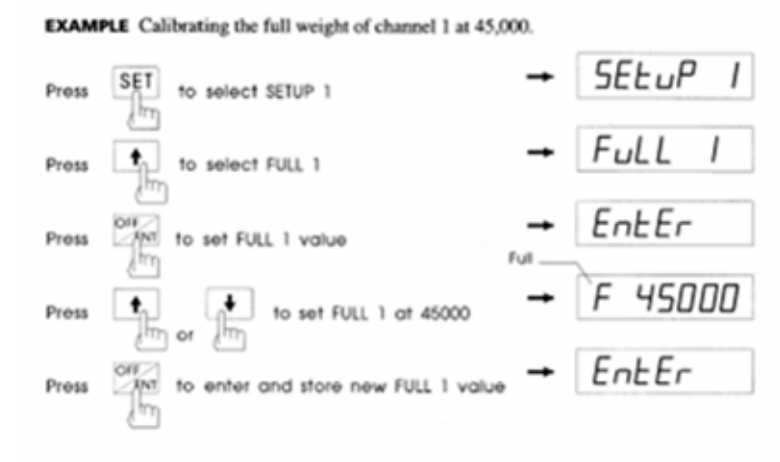 EXAMPLE Calibrating the full weight of channel 1 at 45,000.
Press SET to select SETUP 1 → SEtuP 1
Press ↑ to select FULL 1 → FuLL 1
Press OFF/ENT to set FULL 1 value → EntEr
Full
Press ↑ or ↓ to set FULL 1 at 45000 → F 45000
Press OFF/ENT to enter and store new FULL 1 value → EntEr